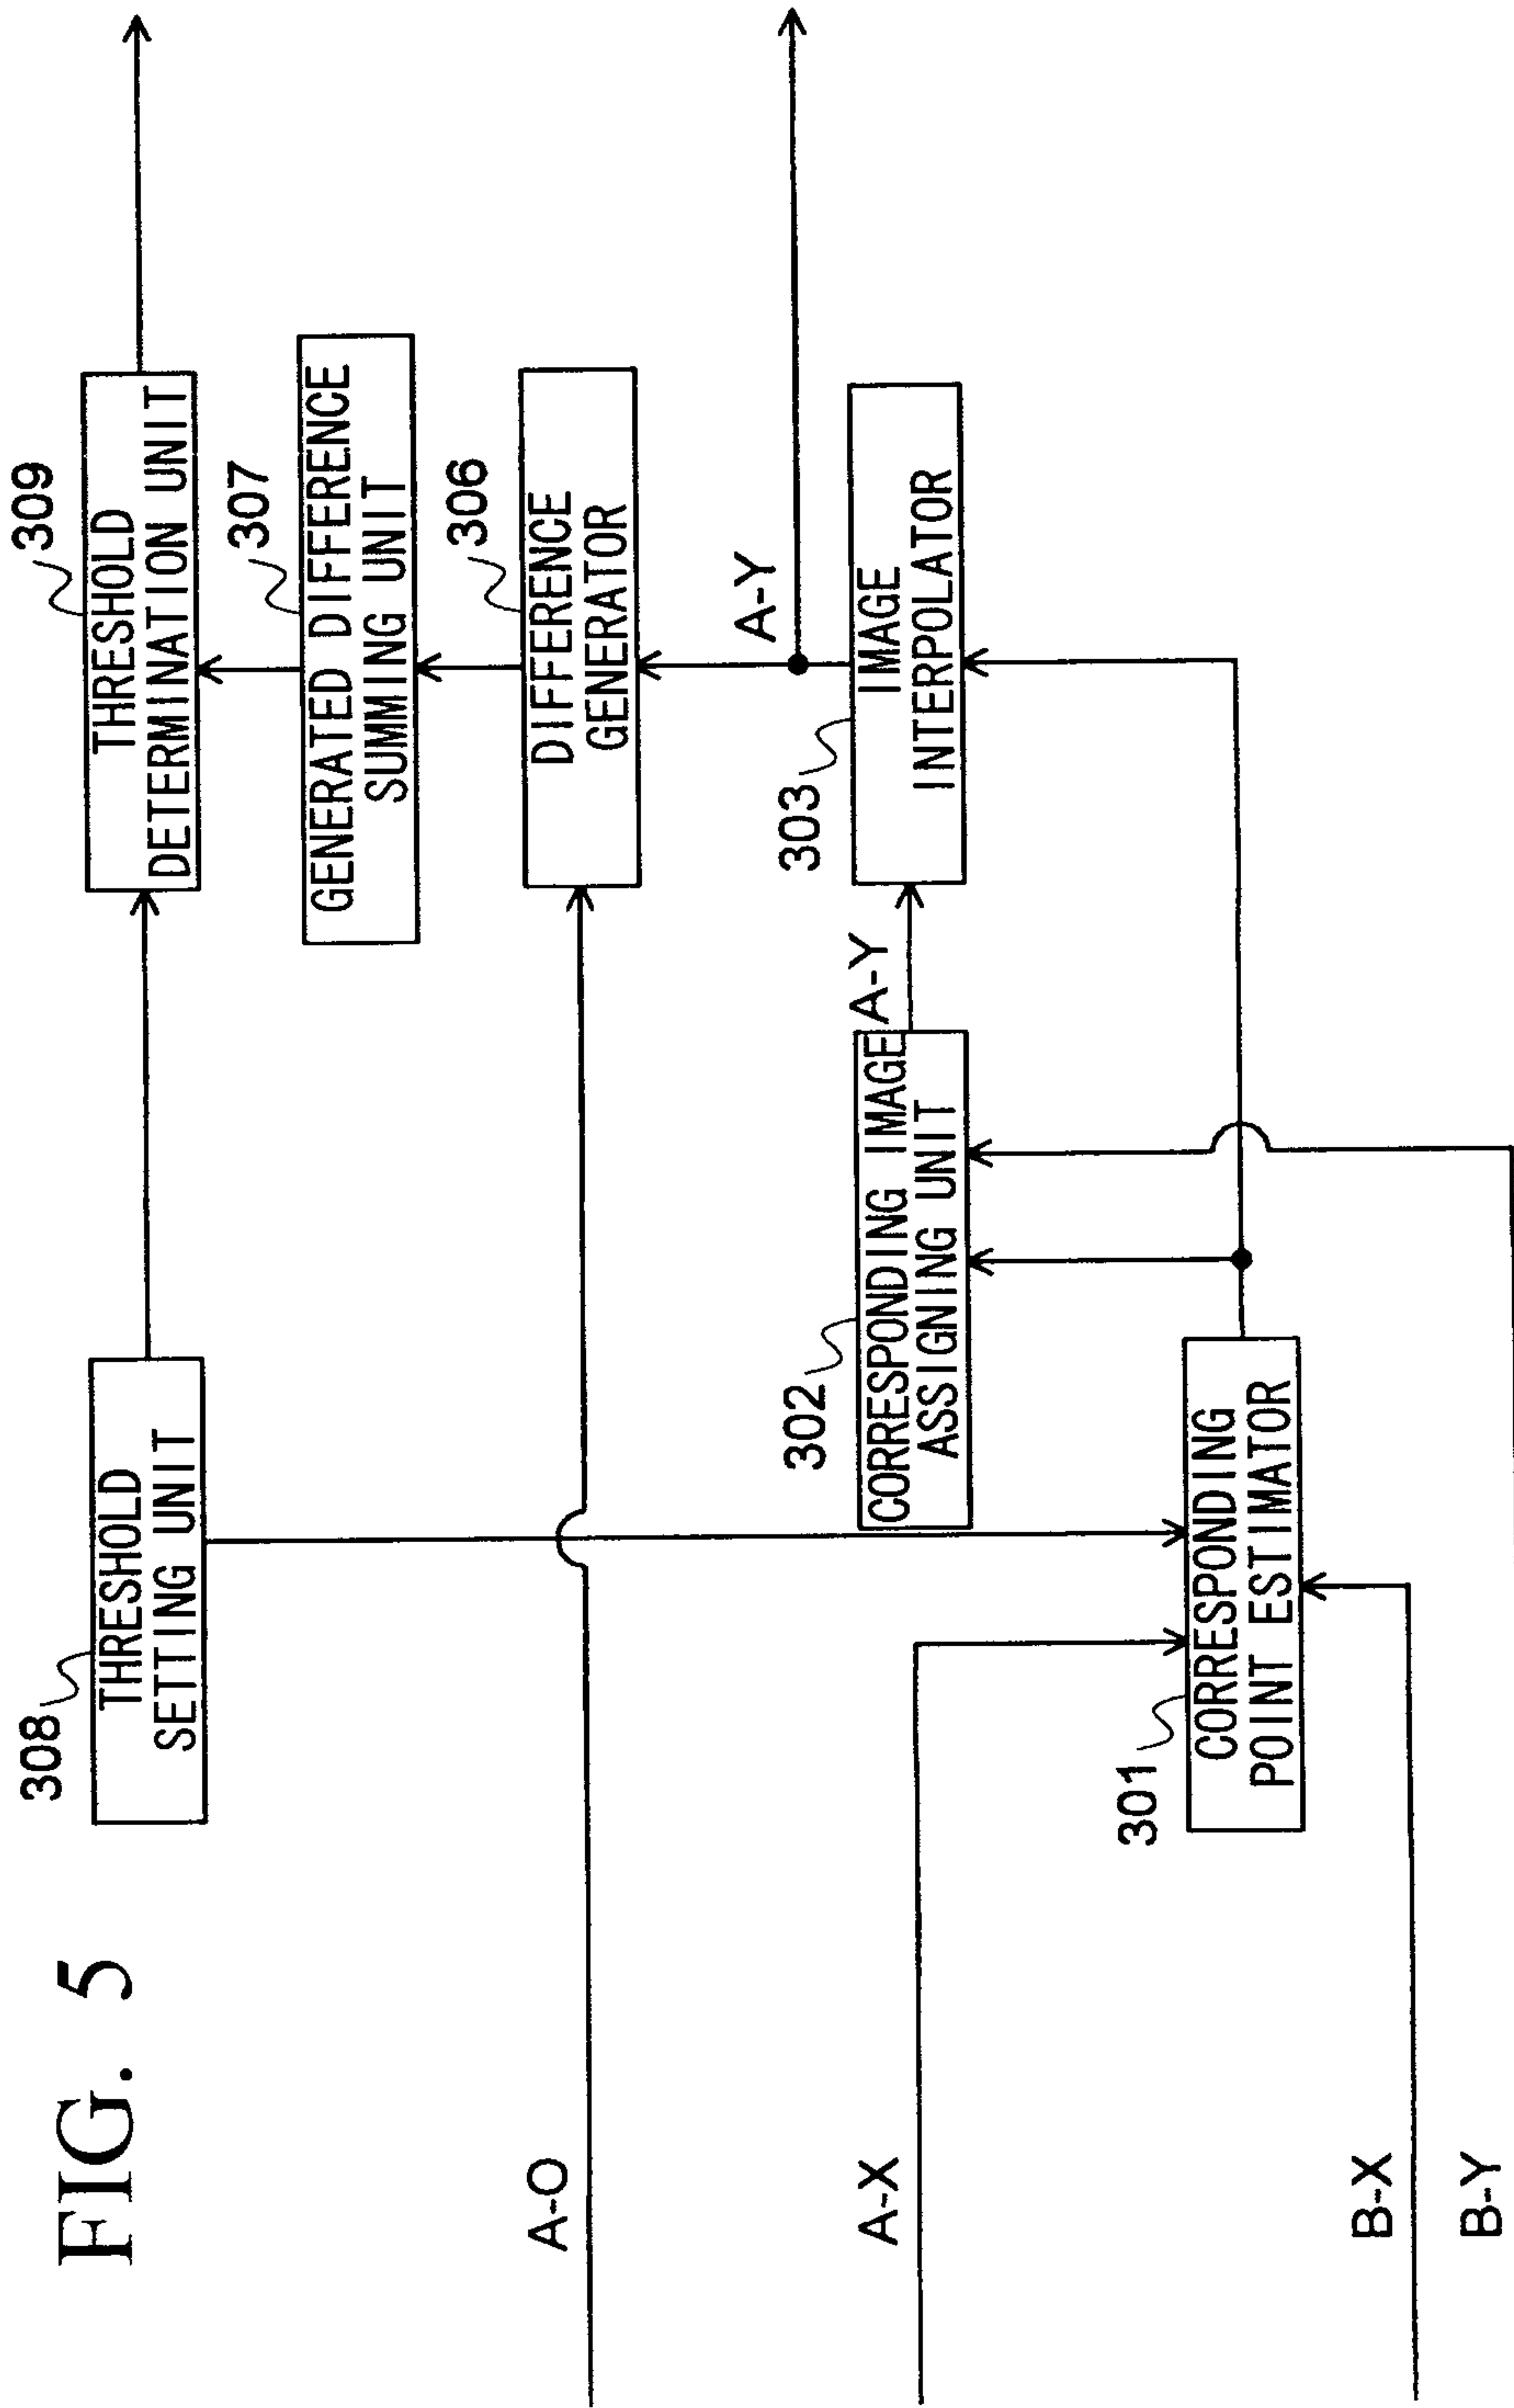 FIG. 5
308
THRESHOLD
SETTING UNIT
309
THRESHOLD
DETERMINATION UNIT
307
GENERATED DIFFERENCE
SUMMING UNIT
A-O
306
DIFFERENCE
GENERATOR
A-Y
A-X
302
CORRESPONDING IMAGE
ASSIGNING UNIT
A-Y
303
IMAGE
INTERPOLATOR
301
CORRESPONDING
POINT ESTIMATOR
B-X
B-Y